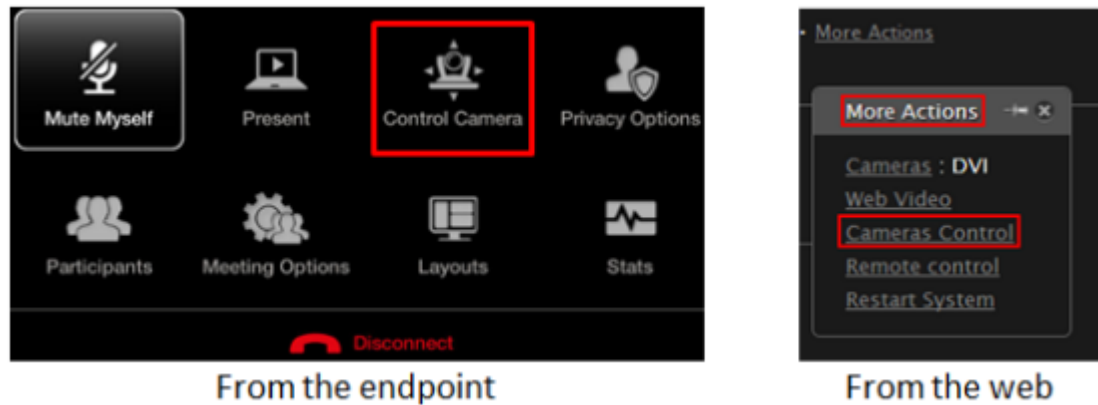 Mute Myself
Present
Control Camera
Privacy Options
Participants
Meeting Options
Layouts
Stats
Disconnect
From the endpoint
• More Actions
More Actions
Cameras : DVI
Web Video
Cameras Control
Remote control
Restart System
From the web